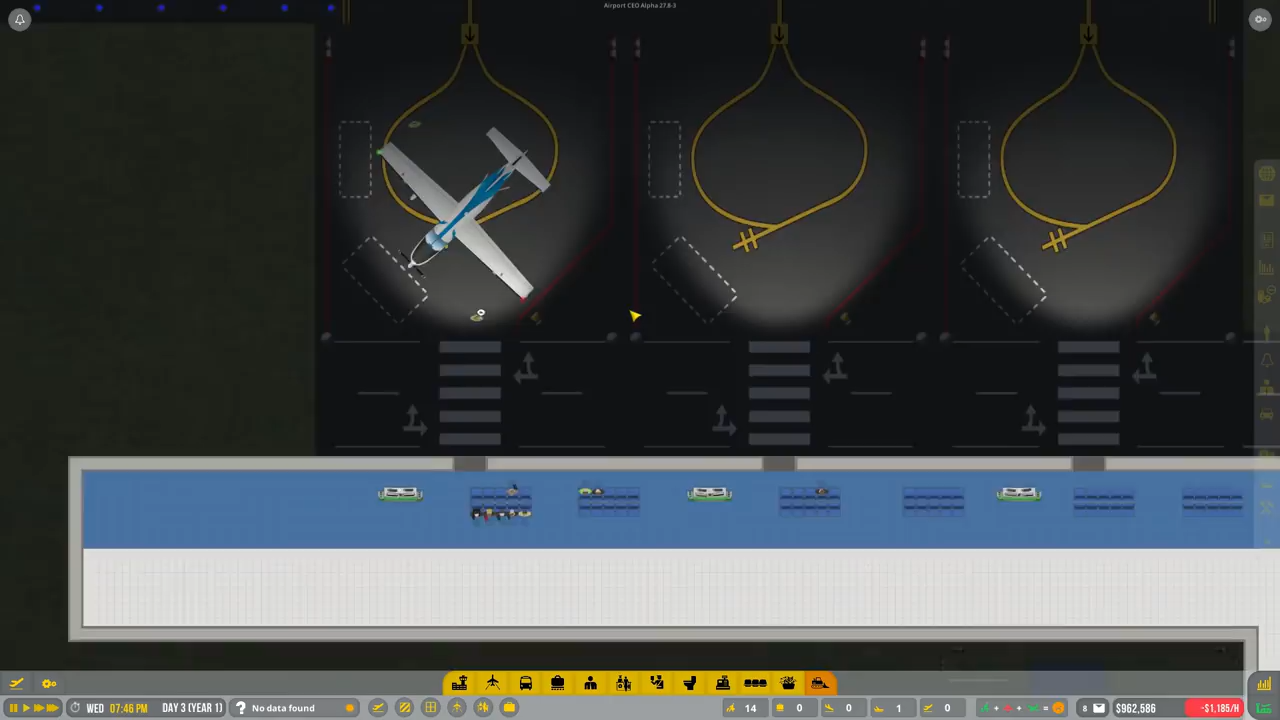 Airport CEO Alpha 27.8-3
WED 07:46 PM DAY 3 (YEAR 1) ? No data found 14 0 0 1 0 8 $962,586 -$1,185/H